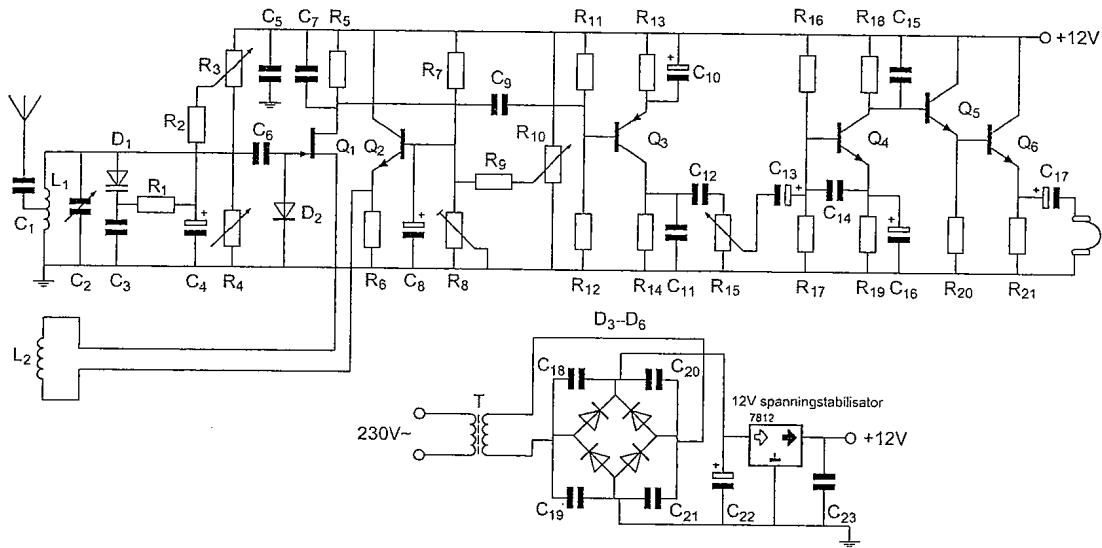 C5 C7 R5 R11 R13 R16 R18 C15
+12V
R3 R7 C9 + C10
R2 C6 R10 Q5
D1 Q1 Q2 Q3 Q4 Q6
L1 R1 + D2 R9 C12 C13 + C14 + C17
C1 + +
C2 C3 C4 R4 R6 C8 R8 R12 R14 C11 R15 R17 R19 C16 R20 R21
L2
D3--D6
C18 C20
T
230V~
12V spanningstabilisator
7812
+12V
+
C19 C21 C22 C23